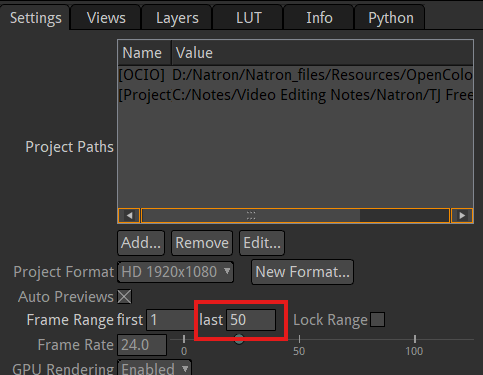 Settings Views Layers LUT Info Python
Name Value
[OCIO] D:/Natron/Natron_files/Resources/OpenColo
[Project C:/Notes/Video Editing Notes/Natron/TJ Free
Project Paths
Add... Remove Edit...
Project Format HD 1920x1080 New Format...
Auto Previews
Frame Range first 1 last 50 Lock Range
Frame Rate 24.0 0 50 100
GPU Rendering Enabled